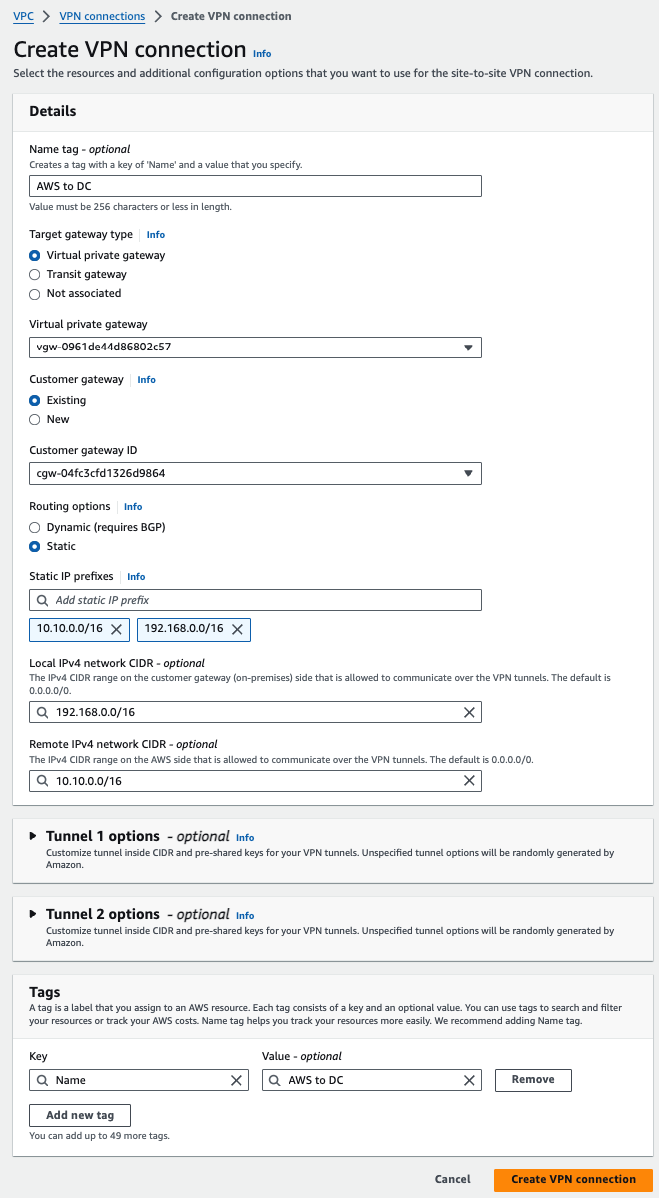 VPC > VPN connections > Create VPN connection
Create VPN connection Info
Select the resources and additional configuration options that you want to use for the site-to-site VPN connection.
Details
Name tag - optional
Creates a tag with a key of 'Name' and a value that you specify.
AWS to DC
Value must be 256 characters or less in length.
Target gateway type Info
Virtual private gateway
Transit gateway
Not associated
Virtual private gateway
vgw-0961de44d86802c57
Customer gateway Info
Existing
New
Customer gateway ID
cgw-04fc3cfd1326d9864
Routing options Info
Dynamic (requires BGP)
Static
Static IP prefixes Info
Add static IP prefix
10.10.0.0/16 192.168.0.0/16
Local IPv4 network CIDR - optional
The IPv4 CIDR range on the customer gateway (on-premises) side that is allowed to communicate over the VPN tunnels. The default is
0.0.0.0/0.
192.168.0.0/16
Remote IPv4 network CIDR - optional
The IPv4 CIDR range on the AWS side that is allowed to communicate over the VPN tunnels. The default is 0.0.0.0/0.
10.10.0.0/16
Tunnel 1 options - optional Info
Customize tunnel inside CIDR and pre-shared keys for your VPN tunnels. Unspecified tunnel options will be randomly generated by
Amazon.
Tunnel 2 options - optional Info
Customize tunnel inside CIDR and pre-shared keys for your VPN tunnels. Unspecified tunnel options will be randomly generated by
Amazon.
Tags
A tag is a label that you assign to an AWS resource. Each tag consists of a key and an optional value. You can use tags to search and filter
your resources or track your AWS costs. Name tag helps you track your resources more easily. We recommend adding Name tag.
Key Value - optional
Name AWS to DC Remove
Add new tag
You can add up to 49 more tags.
Cancel Create VPN connection